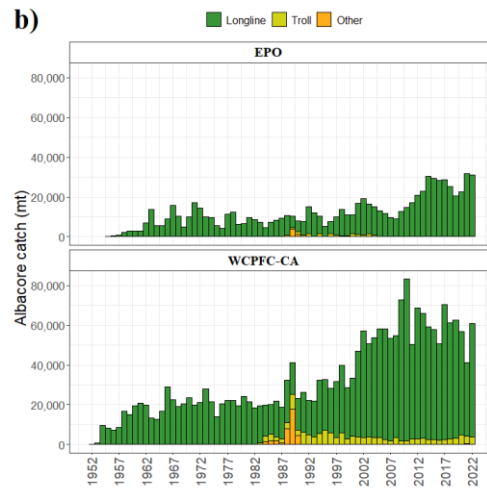 b)
Longline Troll Other
EPO
80,000
60,000
40,000
20,000
0
Albacore catch (mt)
WCPFC-CA
80,000
60,000
40,000
20,000
0
1952 1957 1962 1967 1972 1977 1982 1987 1992 1997 2002 2007 2012 2017 2022